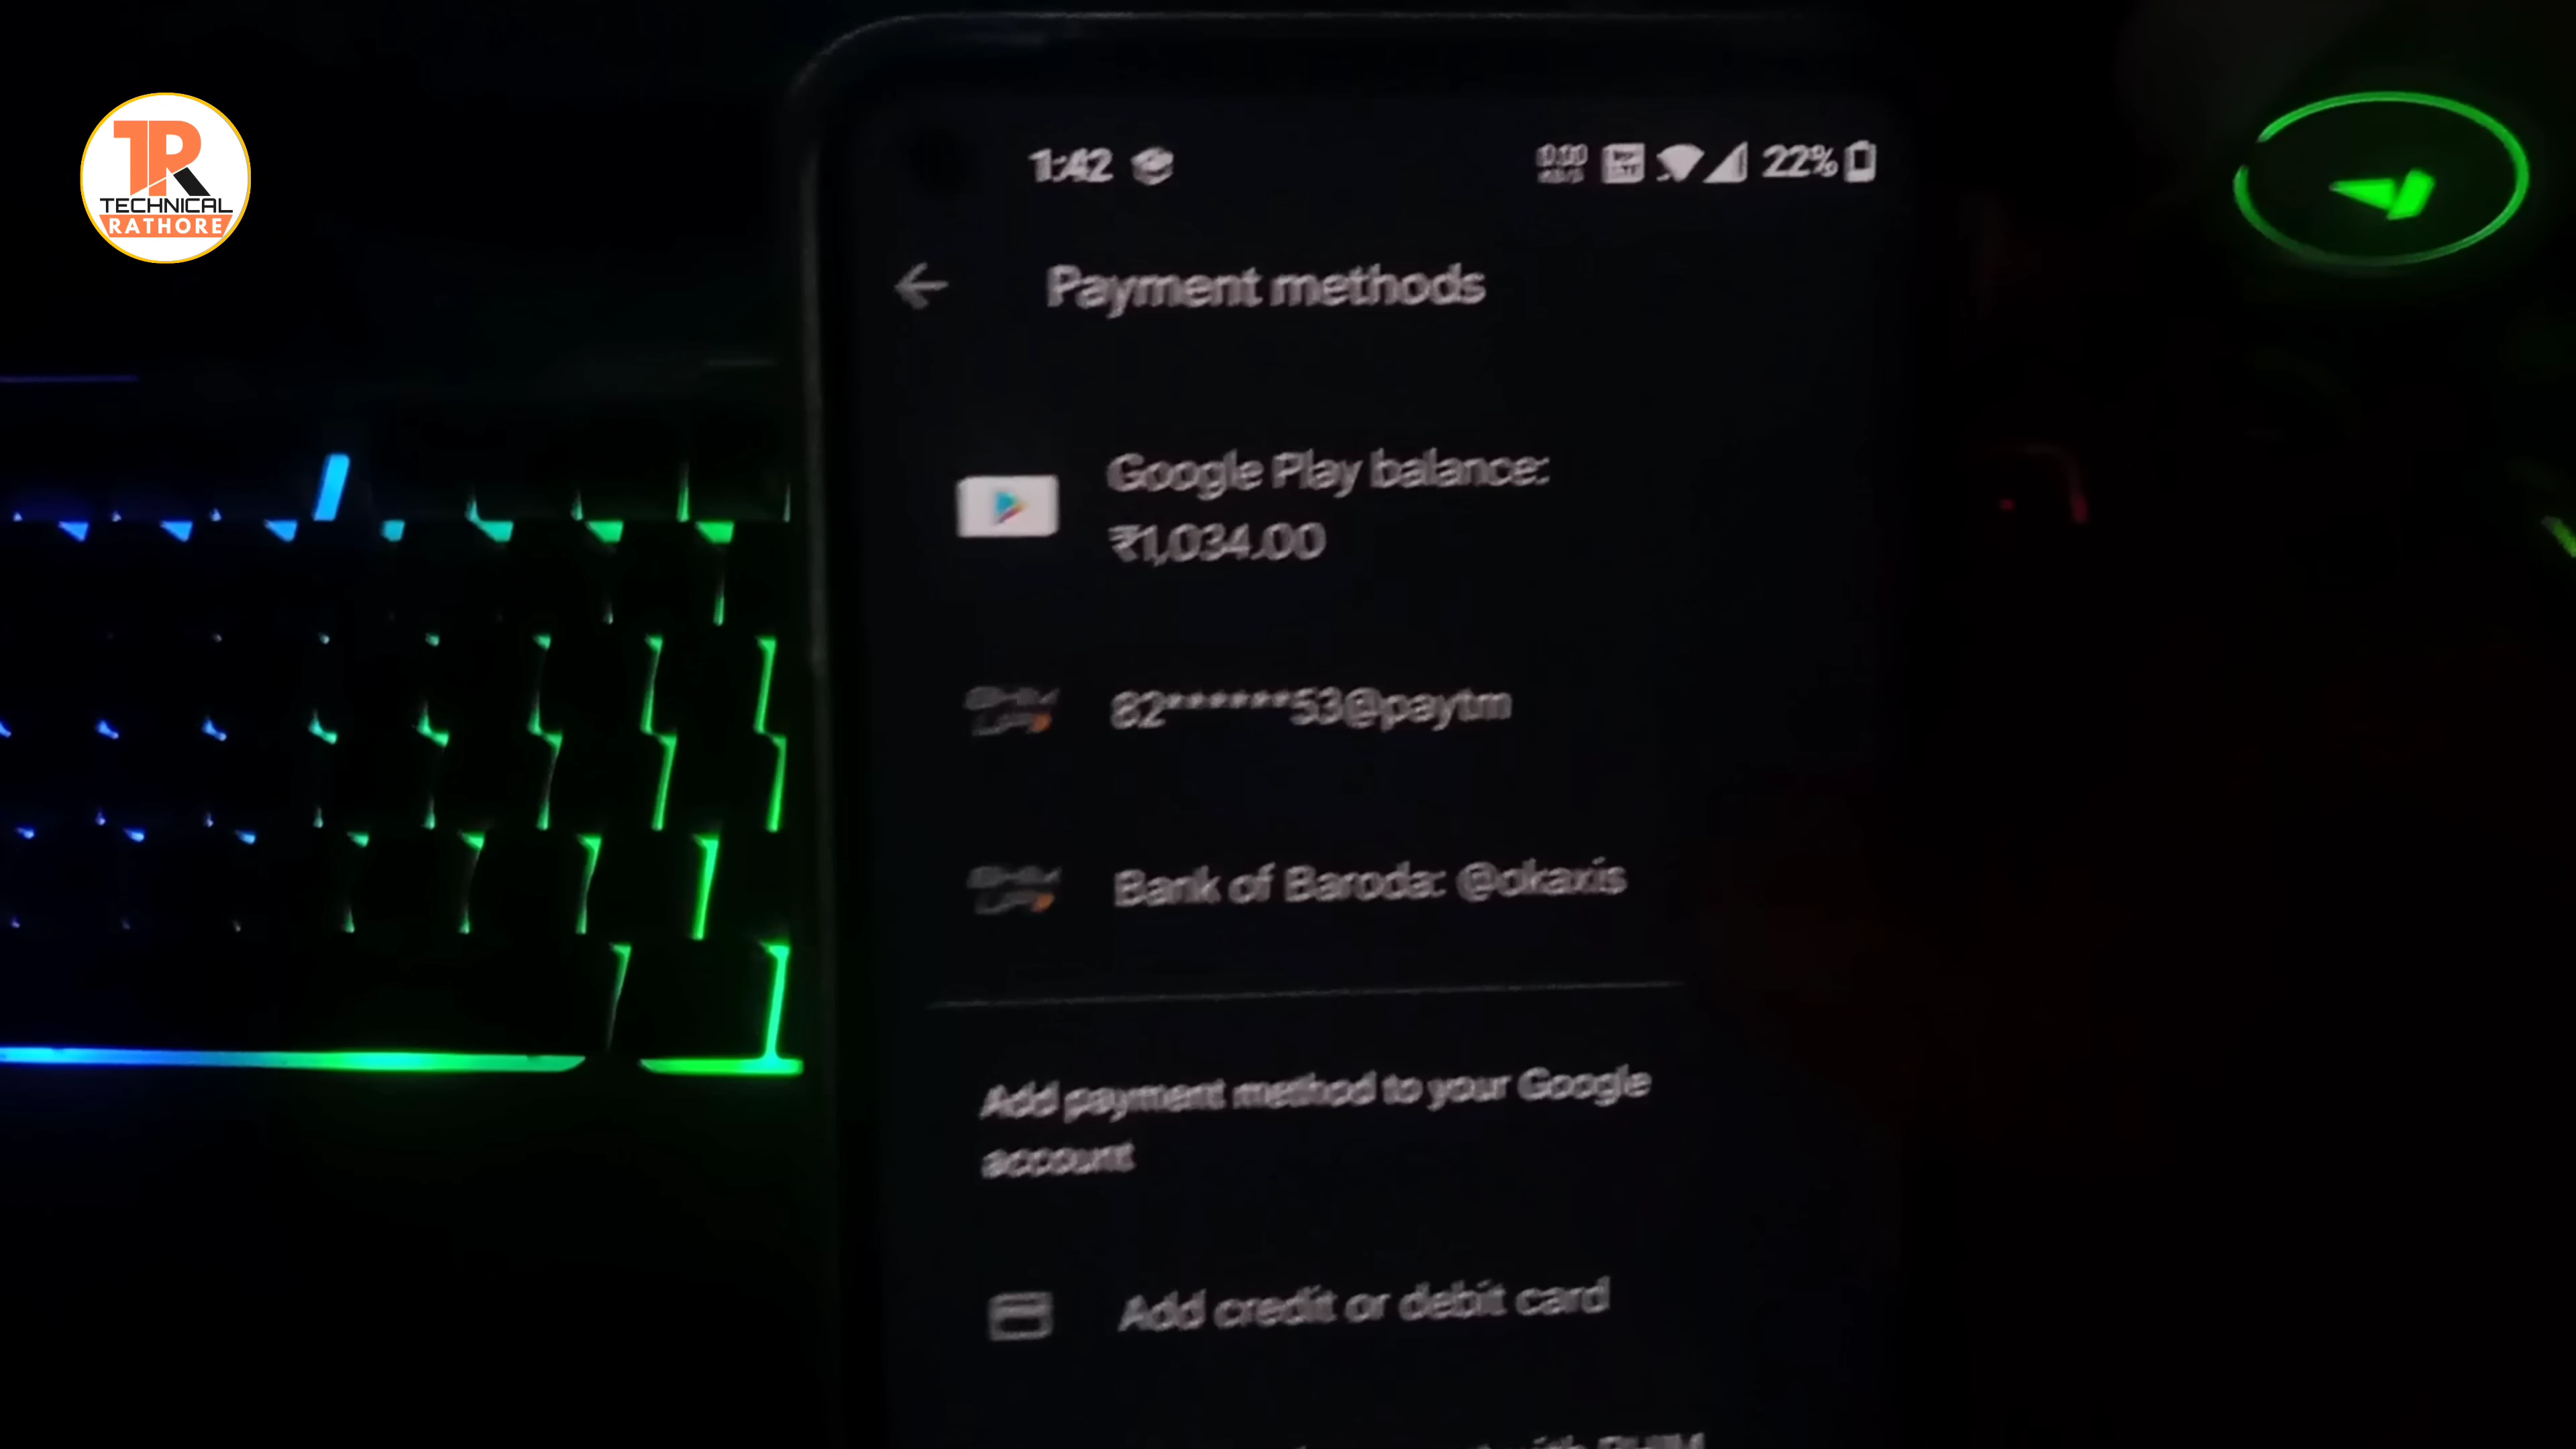 TR
TECHNICAL
RATHORE
1:42
22%
Payment methods
Google Play balance:
₹1,034.00
82******53@paytm
Bank of Baroda: @okaxis
Add payment method to your Google
account
Add credit or debit card